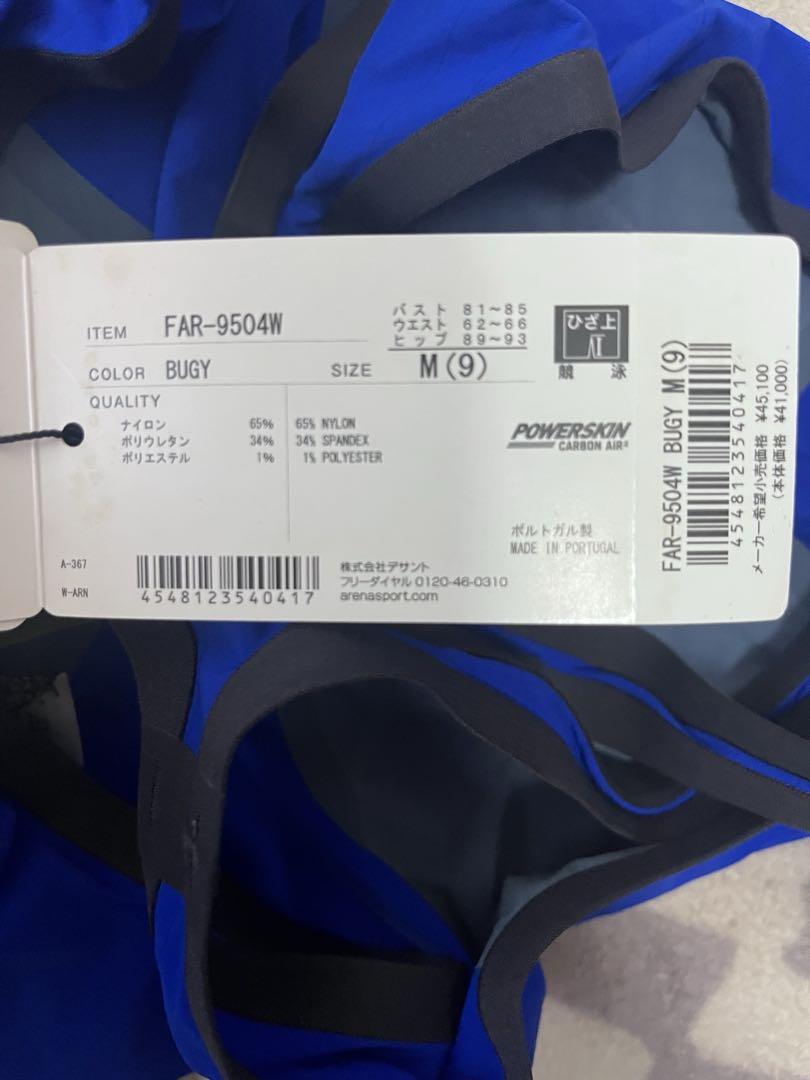 ITEM FAR-9504W
バスト 81~85
ウエスト 62~66
ヒップ 89~93
COLOR BUGY SIZE M(9)
ひざ上
競泳
QUALITY
ナイロン 65% 65% NYLON
ポリウレタン 34% 34% SPANDEX
ポリエステル 1% 1% POLYESTER
POWERSKIN
CARBON AIR²
ポルトガル製
MADE IN PORTUGAL
A-367
W-ARN
4548123540417
株式会社デサント
フリーダイヤル 0120-46-0310
arenasport.com
FAR-9504W BUGY M(9)
4548123540417
メーカー希望小売価格 ¥45,100
(本体価格 ¥41,000)